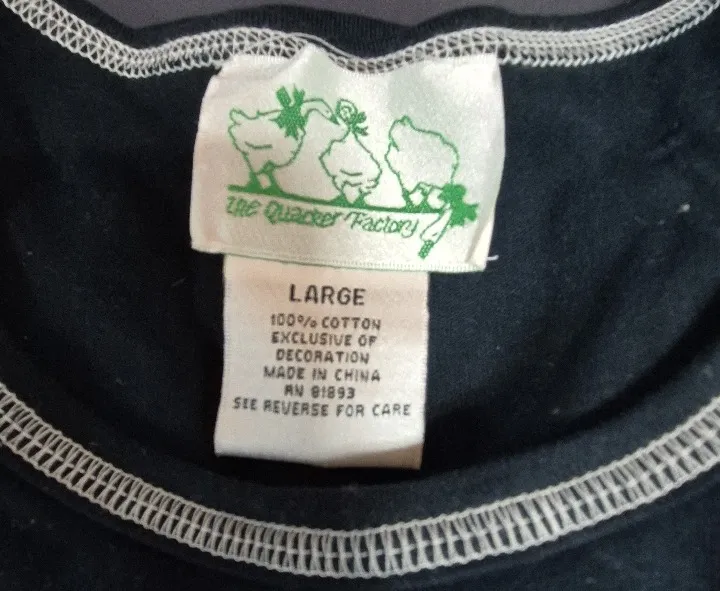 The Quacker Factory
LARGE
100% COTTON
EXCLUSIVE OF
DECORATION
MADE IN CHINA
RN 81893
SEE REVERSE FOR CARE